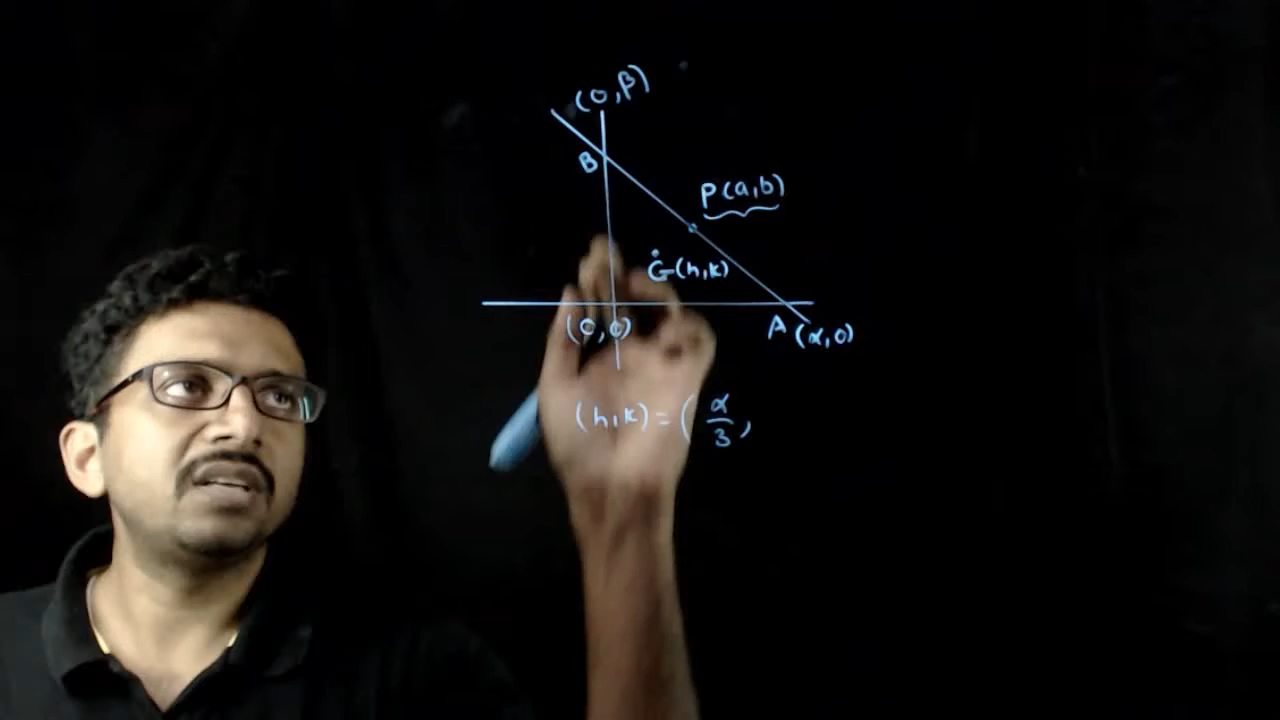 (0,β)
B
P(a,b)
G(h,k)
(0,0)
A(α,0)
(h,k)=(α/3,